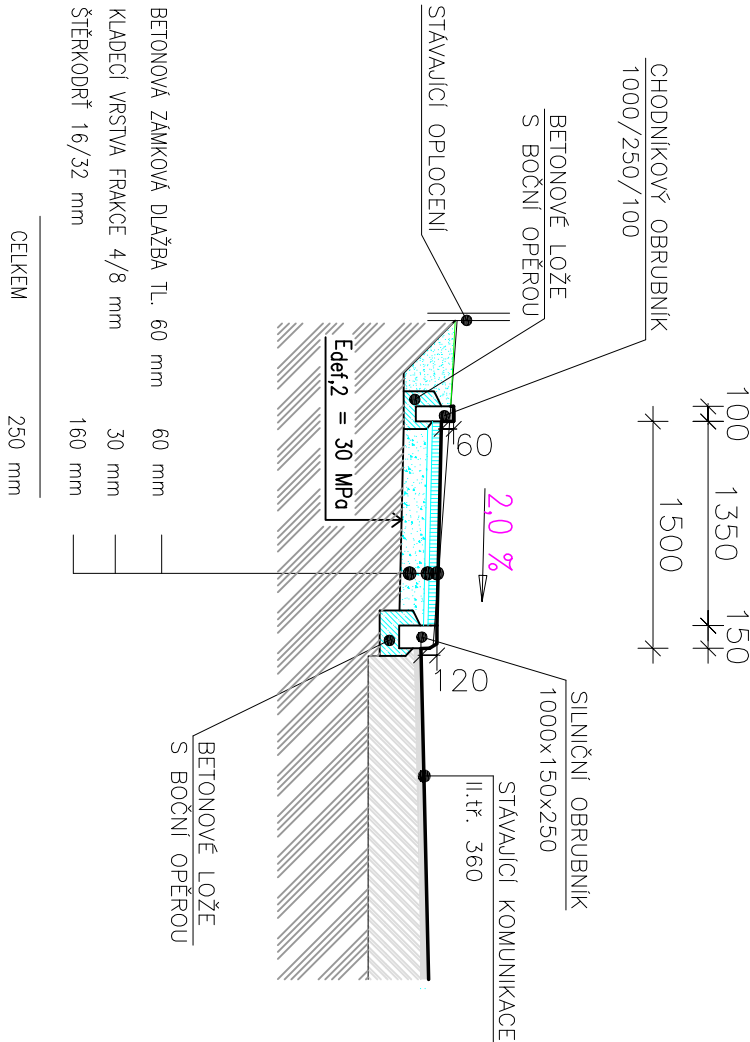 CHODNÍKOVÝ OBRUBNÍK
1000/250/100
BETONOVÉ LOŽE
S BOČNÍ OPĚROU
STÁVAJÍCÍ OPLOCENÍ
100
1350
150
1500
60
2,0 %
120
SILNIČNÍ OBRUBNÍK
1000x150x250
STÁVAJÍCÍ KOMUNIKACE
II.tř. 360
BETONOVÉ LOŽE
S BOČNÍ OPĚROU
Edef,2 = 30 MPa
BETONOVÁ ZÁMKOVÁ DLAŽBA TL. 60 mm 60 mm
KLADECÍ VRSTVA FRAKCE 4/8 mm 30 mm
ŠTĚRKODRŤ 16/32 mm 160 mm
CELKEM 250 mm